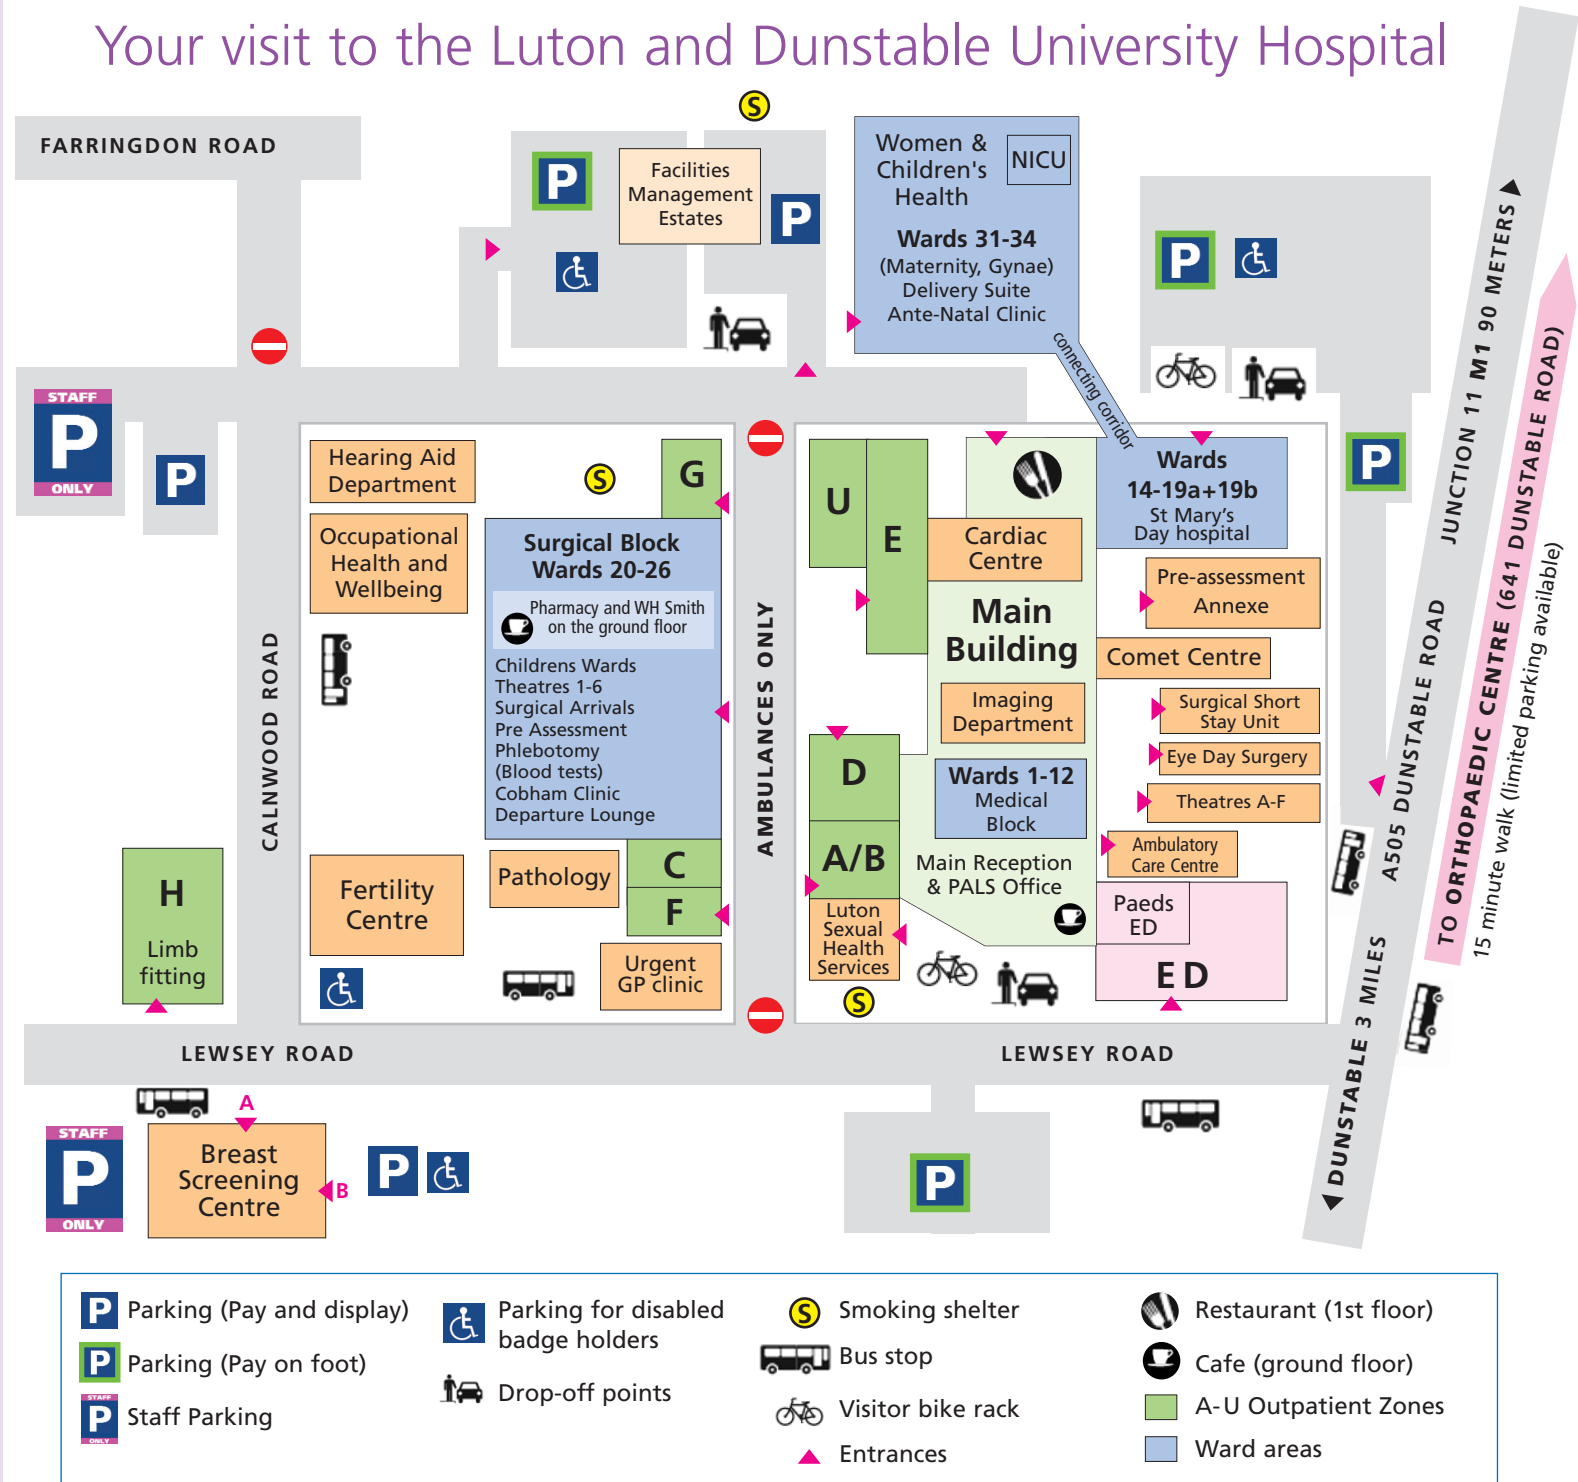 Your visit to the Luton and Dunstable University Hospital
S
FARRINGDON ROAD
P
Facilities
Management
Estates
P
Women &
Children's
Health
NICU
Wards 31-34
(Maternity, Gynae)
Delivery Suite
Ante-Natal Clinic
connecting corridor
P
JUNCTION 11 M1 90 METERS
A505 DUNSTABLE ROAD
DUNSTABLE 3 MILES
TO ORTHOPAEDIC CENTRE (641 DUNSTABLE ROAD)
15 minute walk (limited parking available)
STAFF
P
ONLY
P
Hearing Aid
Department
Occupational
Health and
Wellbeing
S
G
Surgical Block
Wards 20-26
Pharmacy and WH Smith
on the ground floor
Childrens Wards
Theatres 1-6
Surgical Arrivals
Pre Assessment
Phlebotomy
(Blood tests)
Cobham Clinic
Departure Lounge
CALNWOOD ROAD
AMBULANCES ONLY
U
E
Cardiac
Centre
Main
Building
Imaging
Department
Wards 1-12
Medical
Block
Main Reception
& PALS Office
Wards
14-19a+19b
St Mary's
Day hospital
P
Pre-assessment
Annexe
Comet Centre
Surgical Short
Stay Unit
Eye Day Surgery
Theatres A-F
Ambulatory
Care Centre
Paeds
ED
ED
D
A/B
Luton
Sexual
Health
Services
S
H
Limb
fitting
Fertility
Centre
Pathology
C
F
Urgent
GP clinic
LEWSEY ROAD
LEWSEY ROAD
A
STAFF
P
ONLY
Breast
Screening
Centre
B
P
P
P Parking (Pay and display)
P Parking (Pay on foot)
STAFF
P
ONLY
Staff Parking
Parking for disabled
badge holders
Drop-off points
S Smoking shelter
Bus stop
Visitor bike rack
Entrances
Restaurant (1st floor)
Cafe (ground floor)
A-U Outpatient Zones
Ward areas